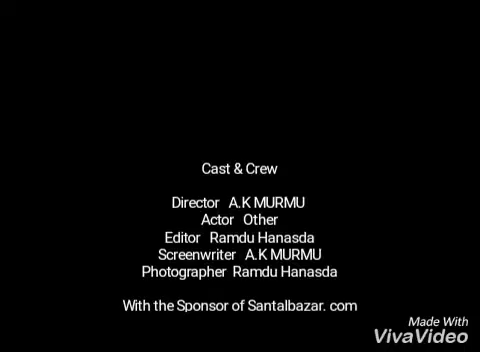 Cast & Crew
Director A.K MURMU
Actor Other
Editor Ramdu Hanasda
Screenwriter A.K MURMU
Photographer Ramdu Hanasda
With the Sponsor of Santalbazar. com
Made With
VivaVideo